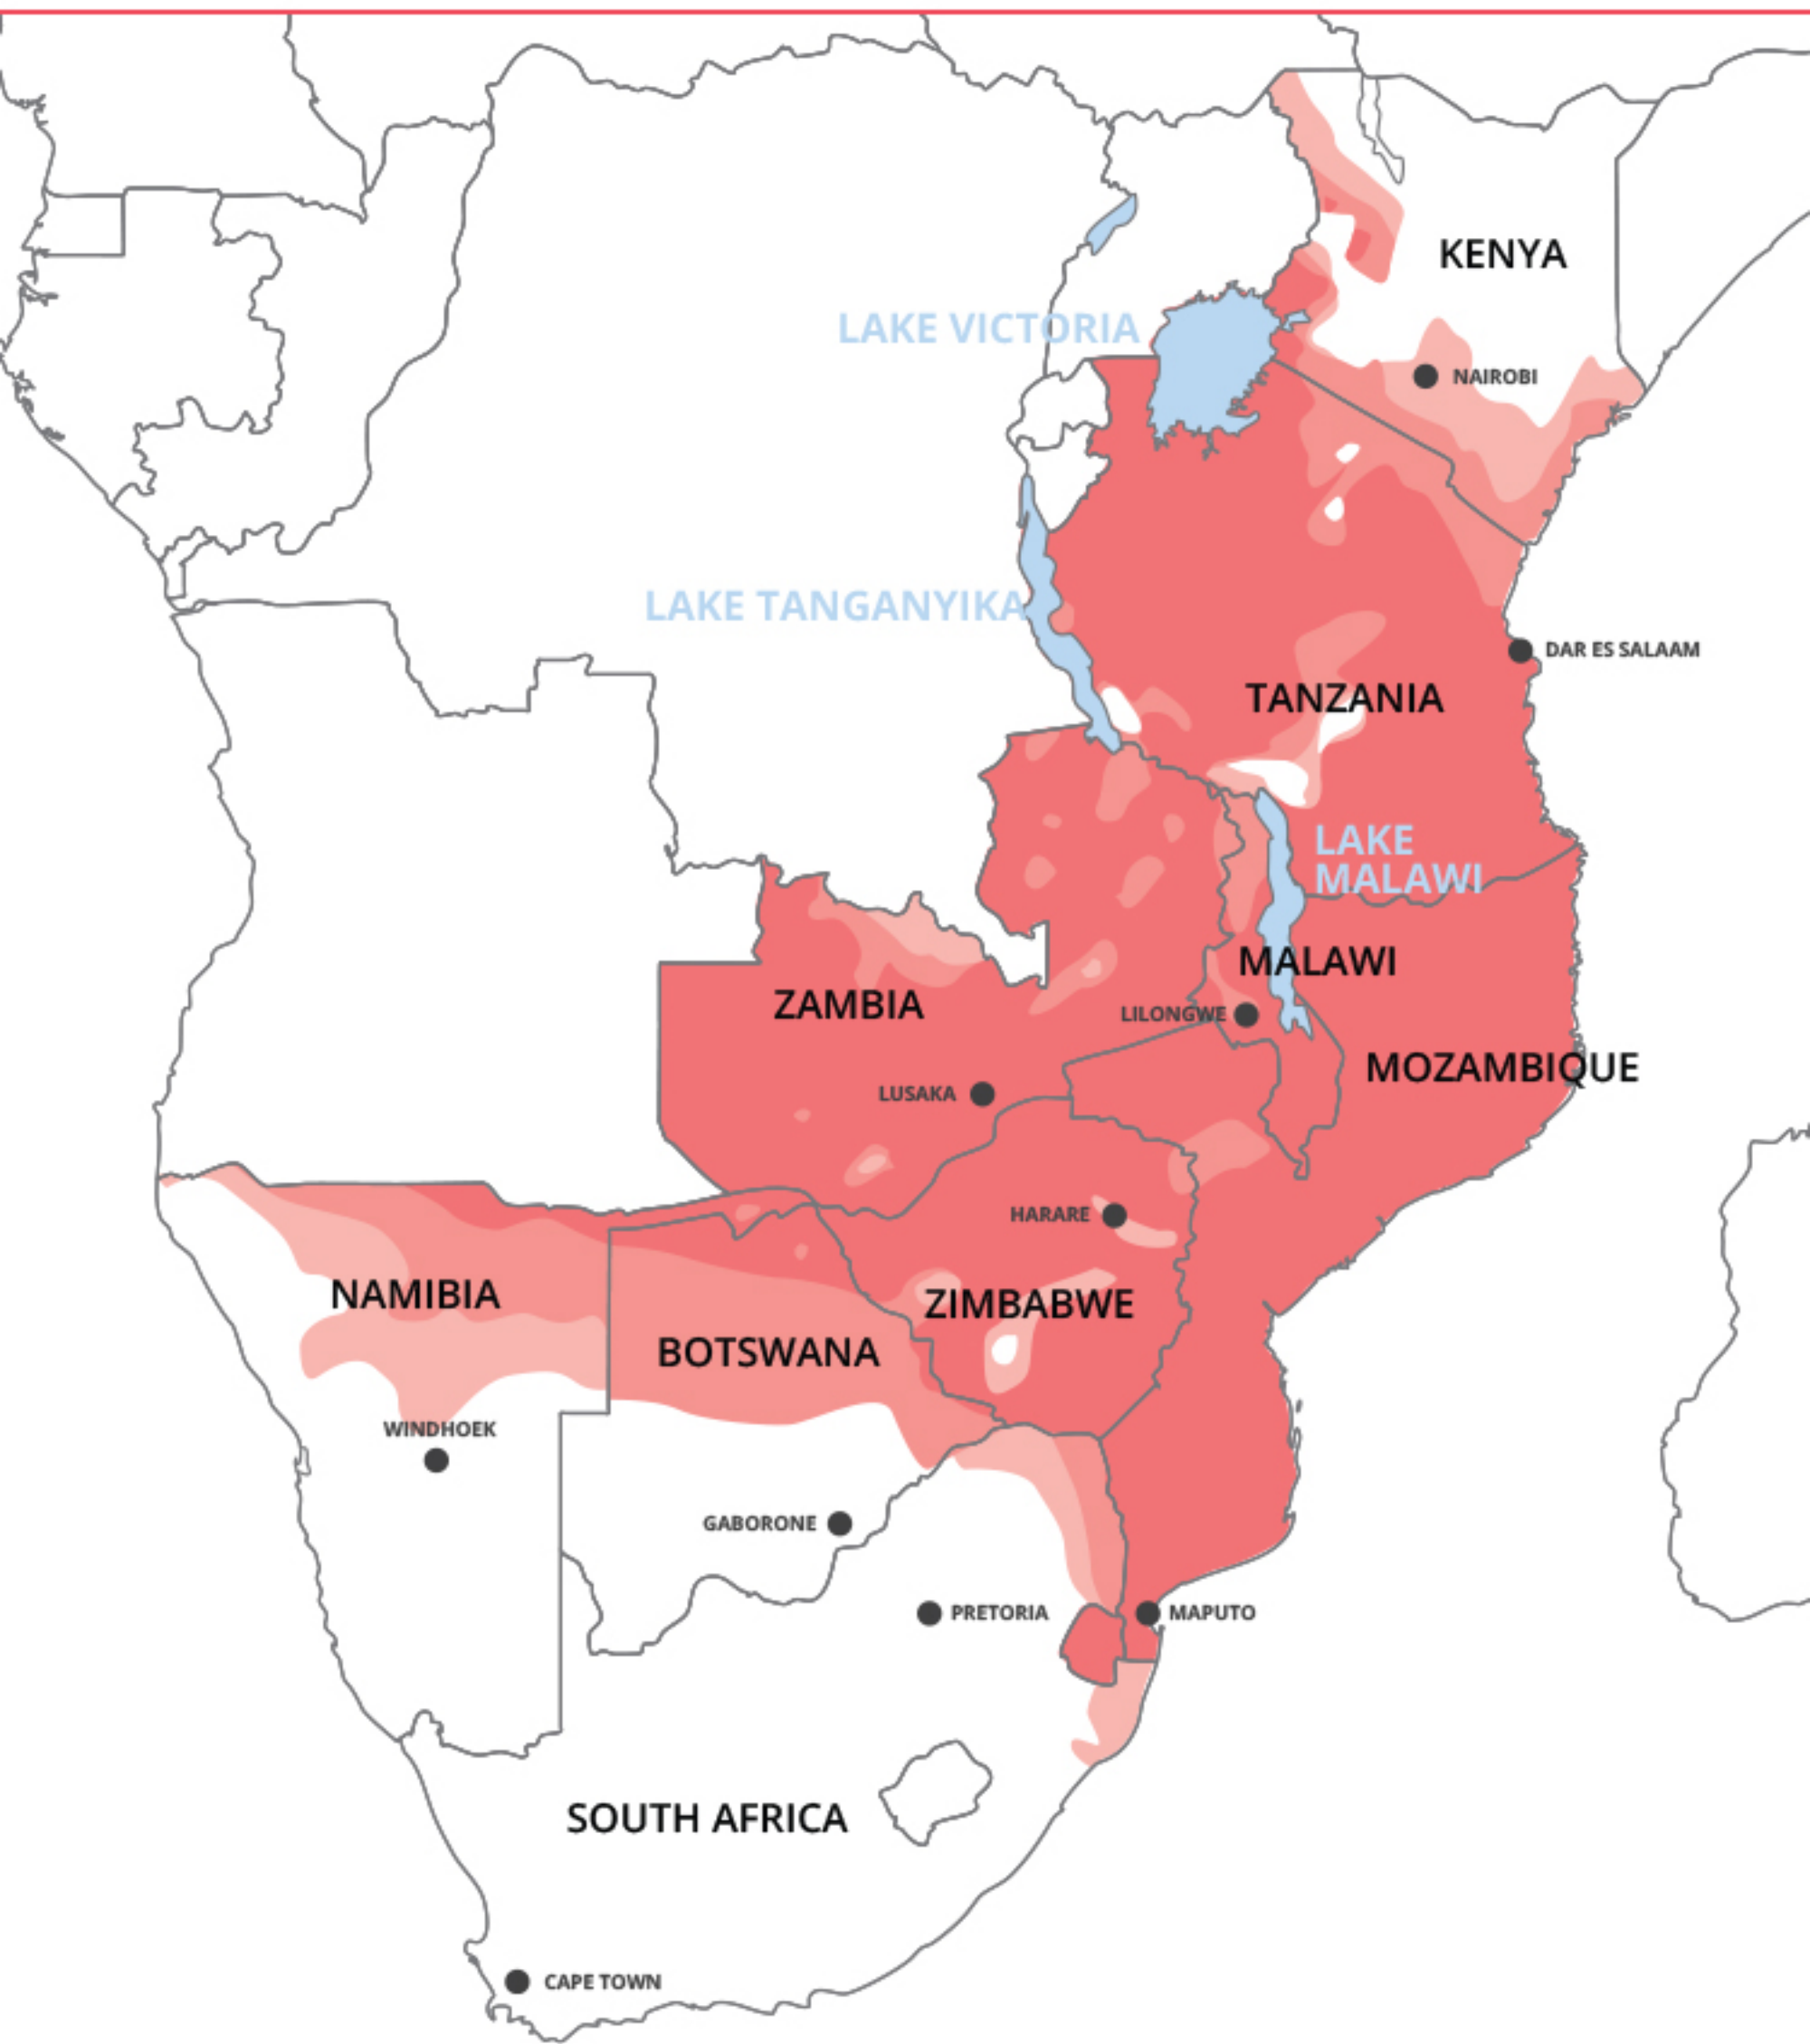 KENYA
LAKE VICTORIA
NAIROBI
LAKE TANGANYIKA
DAR ES SALAAM
TANZANIA
LAKE
MALAWI
MALAWI
ZAMBIA
LILONGWE
MOZAMBIQUE
LUSAKA
HARARE
NAMIBIA
ZIMBABWE
BOTSWANA
WINDHOEK
GABORONE
PRETORIA
MAPUTO
SOUTH AFRICA
CAPE TOWN